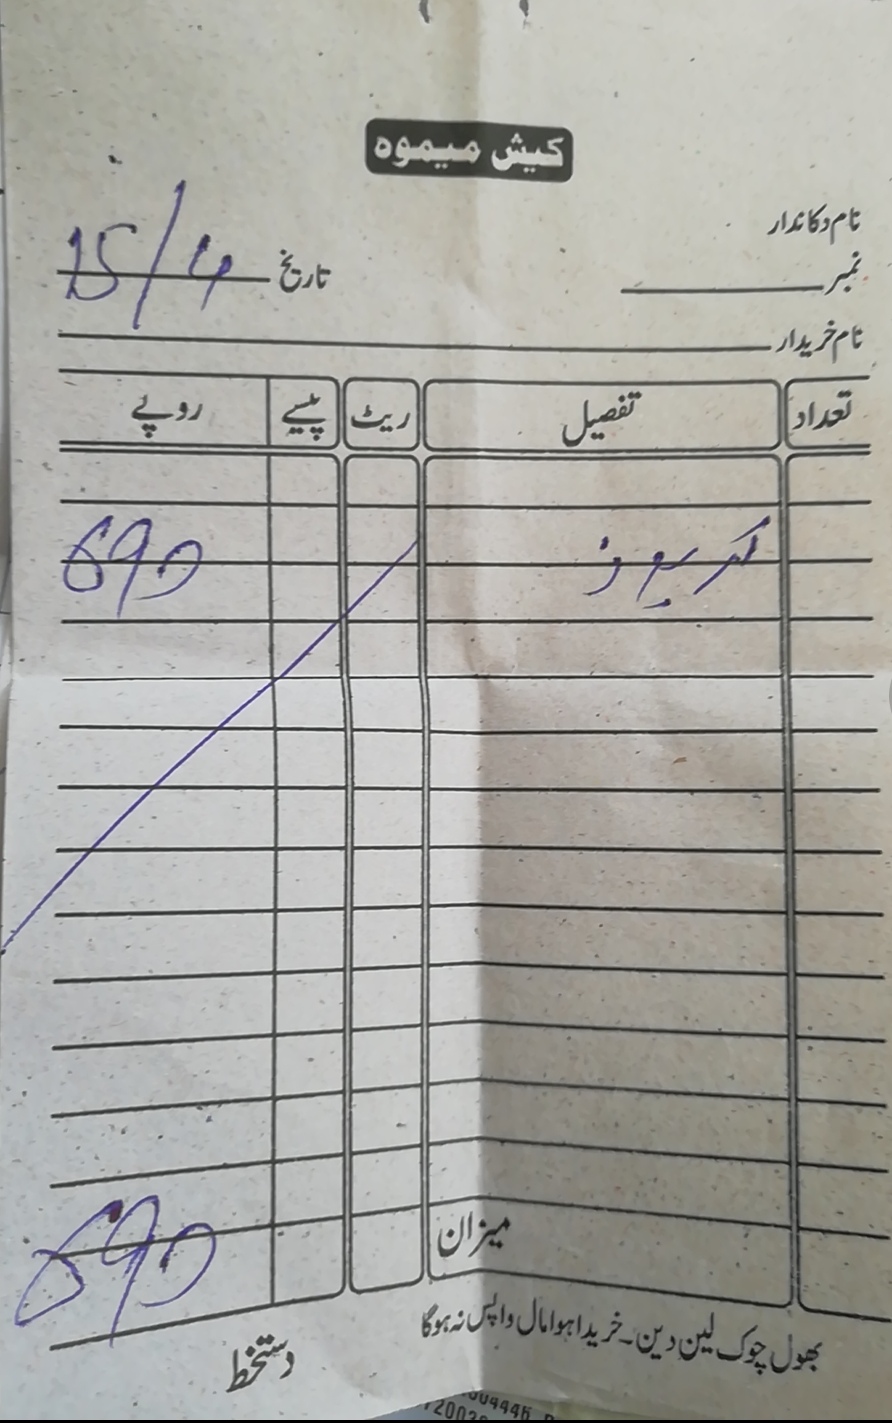 کیش میموہ
نام دکاندار
نمبر
تاریخ 15/4
نام خریدار
تعداد تفصیل ریٹ پیسے روپے
690
میزان 690
بھول چوک لین دین۔ خریدا ہوا مال واپس نہ ہوگا
دستخط